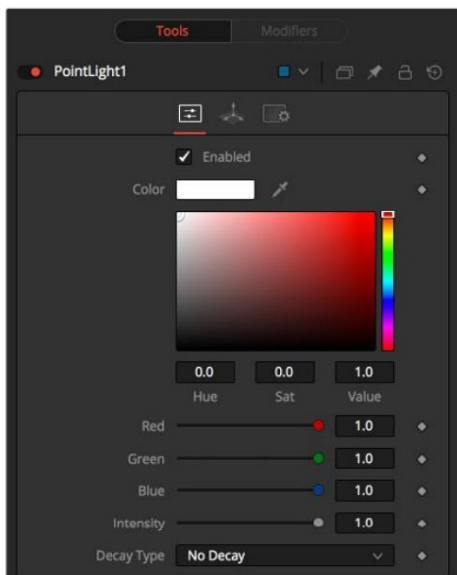 Tools Modifiers
PointLight1
Enabled
Color
0.0 0.0 1.0
Hue Sat Value
Red 1.0
Green 1.0
Blue 1.0
Intensity 1.0
Decay Type No Decay